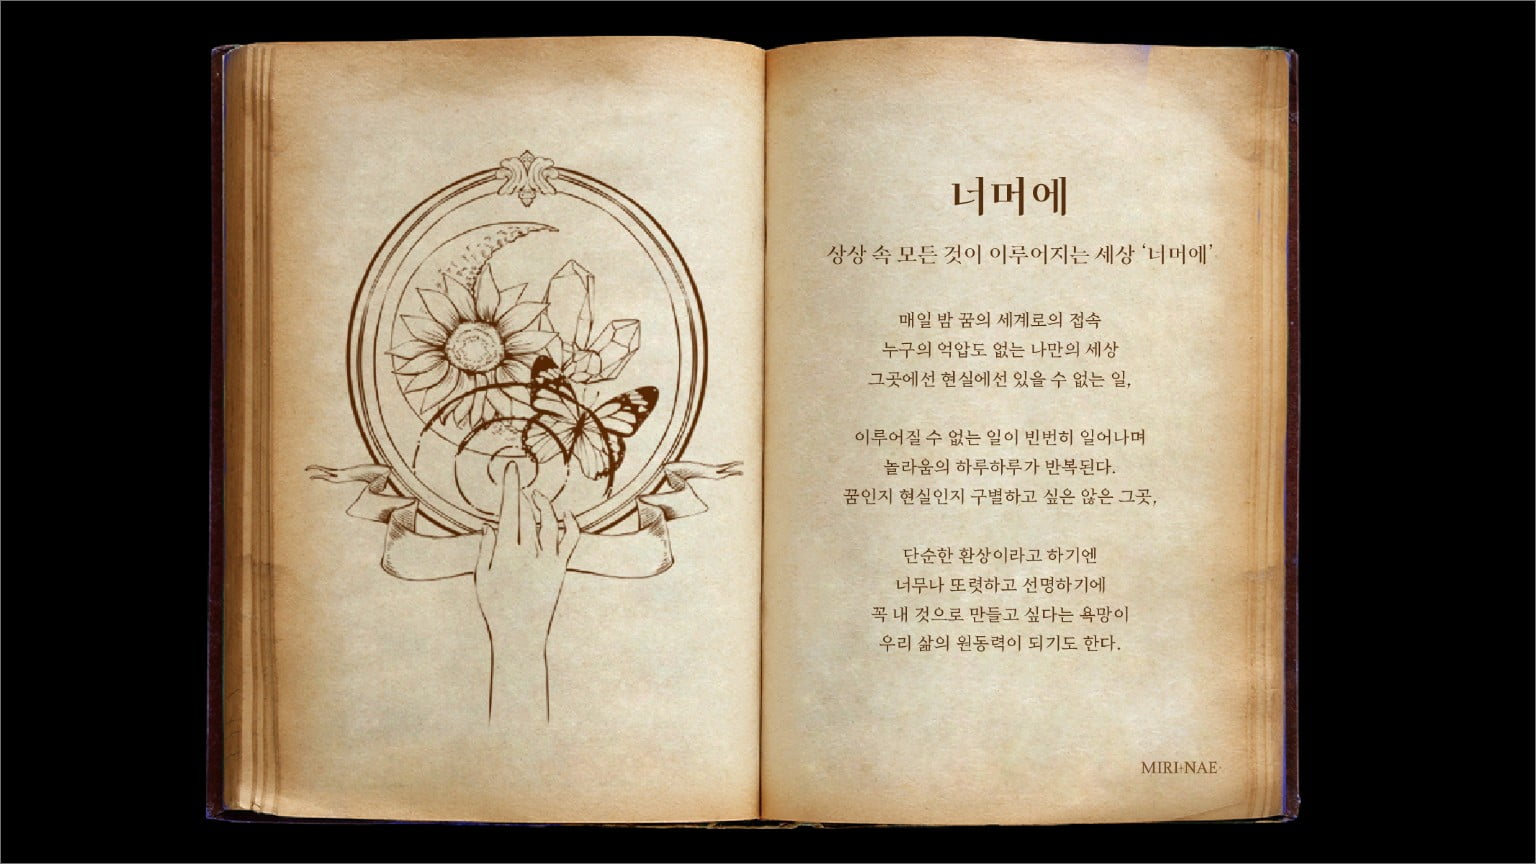 너머에
상상 속 모든 것이 이루어지는 세상 ‘너머에’
매일 밤 꿈의 세계로의 접속
누구의 억압도 없는 나만의 세상
그곳에선 현실에선 있을 수 없는 일,
이루어질 수 없는 일이 빈번히 일어나며
놀라움의 하루하루가 반복된다.
꿈인지 현실인지 구별하고 싶은 않은 그곳,
단순한 환상이라고 하기엔
너무나 또렷하고 선명하기에
꼭 내 것으로 만들고 싶다는 욕망이
우리 삶의 원동력이 되기도 한다.
MIRI+NAE·